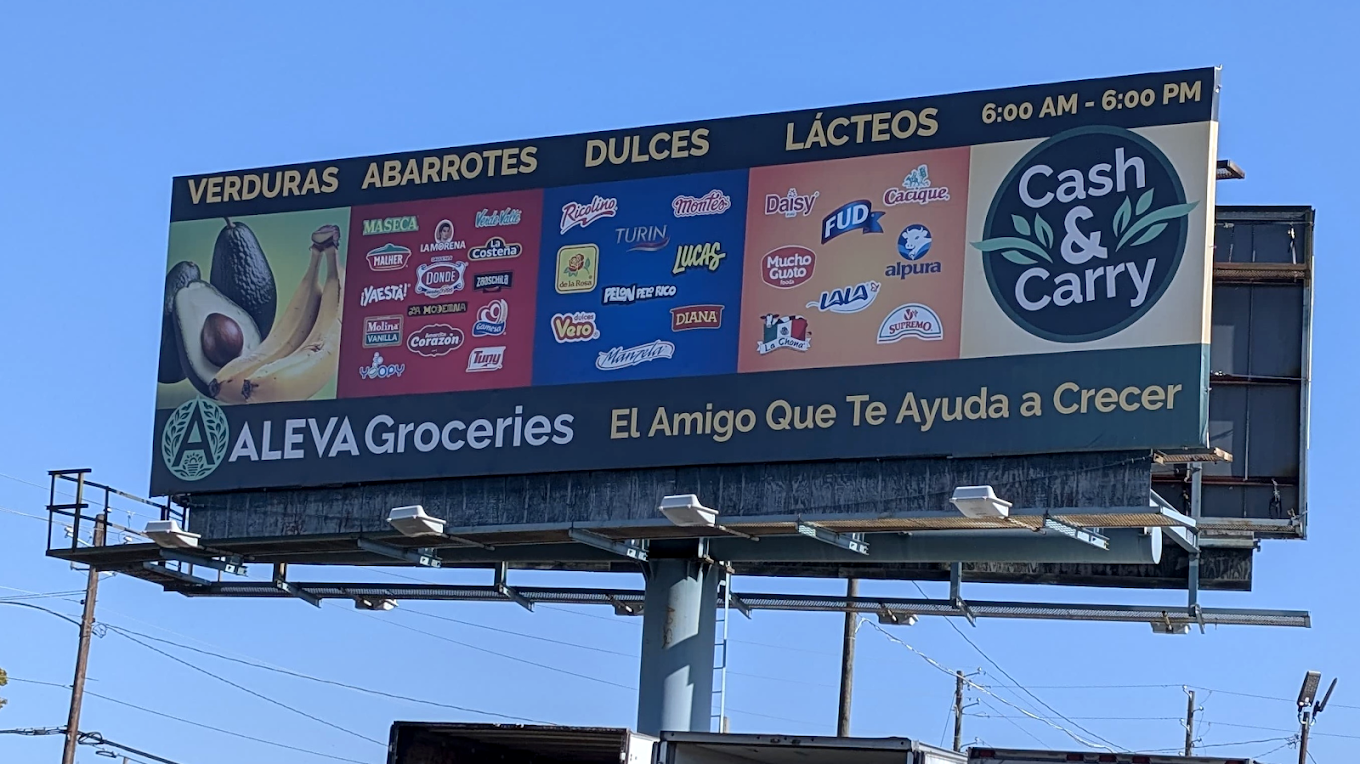 VERDURAS ABARROTES DULCES LÁCTEOS 6:00 AM - 6:00 PM
MASECA
Verde Valle
LA MORENA
La Costeña
MALHER
DONDE
ZAASCHILA
¡YAESTÁ!
LA MODERNA
Molina
VANILLA
Corazón
Gamesa
YOOPY
Tuny
Ricolino
Montes
TURIN
LUCAS
de la Rosa
PELON PELO RICO
dulces
Vero
DIANA
Manzela
Daisy
Cacique
FUD
Mucho
Gusto
alpura
LALA
SUPREMO
La Chona
Cash
&
Carry
A
ALEVA Groceries
El Amigo Que Te Ayuda a Crecer